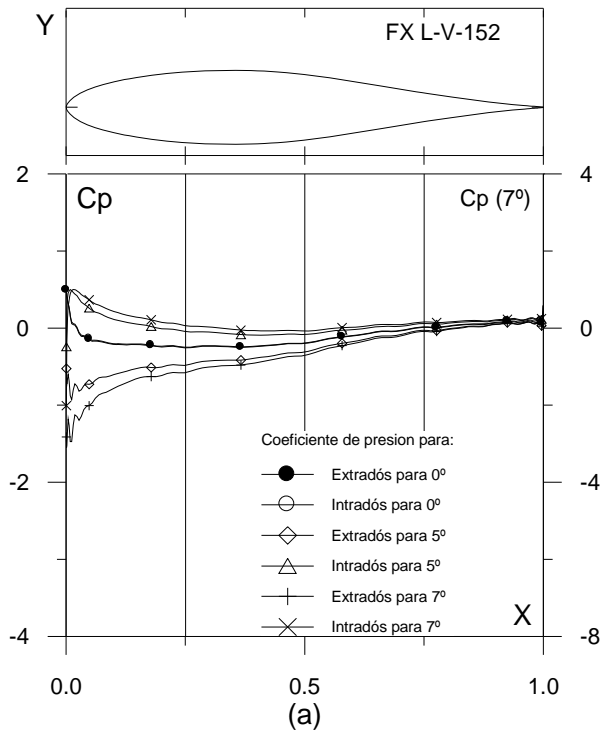 Y
FX L-V-152
2
4
Cp
Cp (7º)
0
0
Coeficiente de presion para:
Extradós para 0º
Intradós para 0º
-2
-4
Extradós para 5º
Intradós para 5º
Extradós para 7º
Intradós para 7º
X
-4
-8
0.0
0.5
1.0
(a)